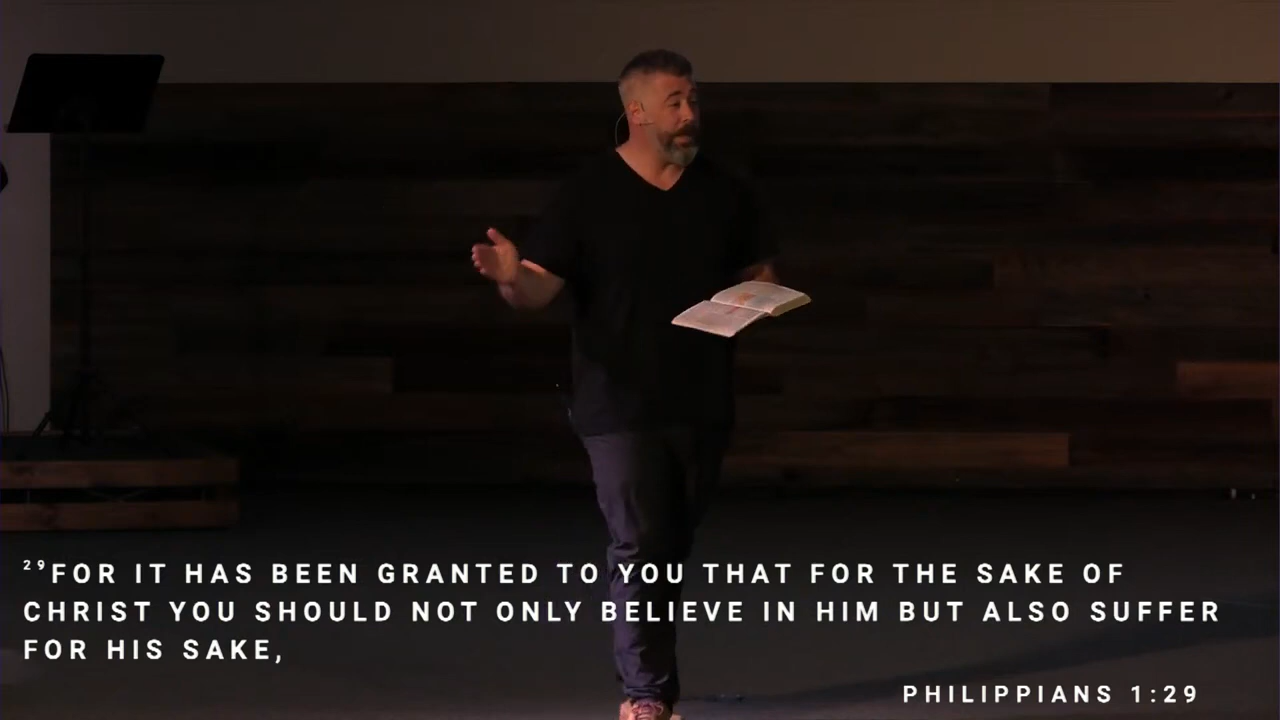 ²⁹FOR IT HAS BEEN GRANTED TO YOU THAT FOR THE SAKE OF
CHRIST YOU SHOULD NOT ONLY BELIEVE IN HIM BUT ALSO SUFFER
FOR HIS SAKE,
PHILIPPIANS 1:29